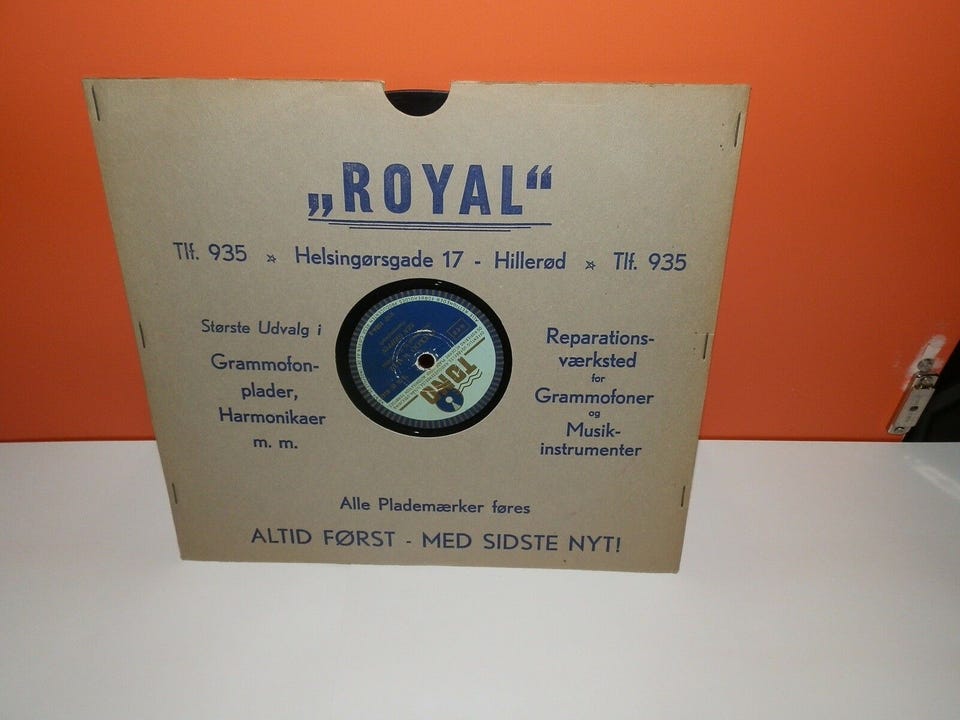 „ROYAL“
Tlf. 935 ☆ Helsingørsgade 17 - Hillerød ☆ Tlf. 935
Største Udvalg i
Grammofon-
plader,
Harmonikaer
m. m.
TONO
Reparations-
værksted
for
Grammofoner
og
Musik-
instrumenter
Alle Plademærker føres
ALTID FØRST - MED SIDSTE NYT!